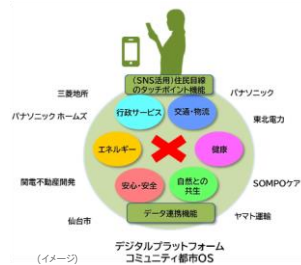 (SNS活用)住民目線
のタッチポイント機能
三菱地所
パナソニック
行政サービス
交通・物流
パナソニック ホームズ
東北電力
エネルギー
健康
関電不動産開発
安心・安全
自然との
共生
SOMPOケア
仙台市
データ連携機能
ヤマト運輸
デジタルプラットフォーム
(イメージ)
コミュニティ都市OS